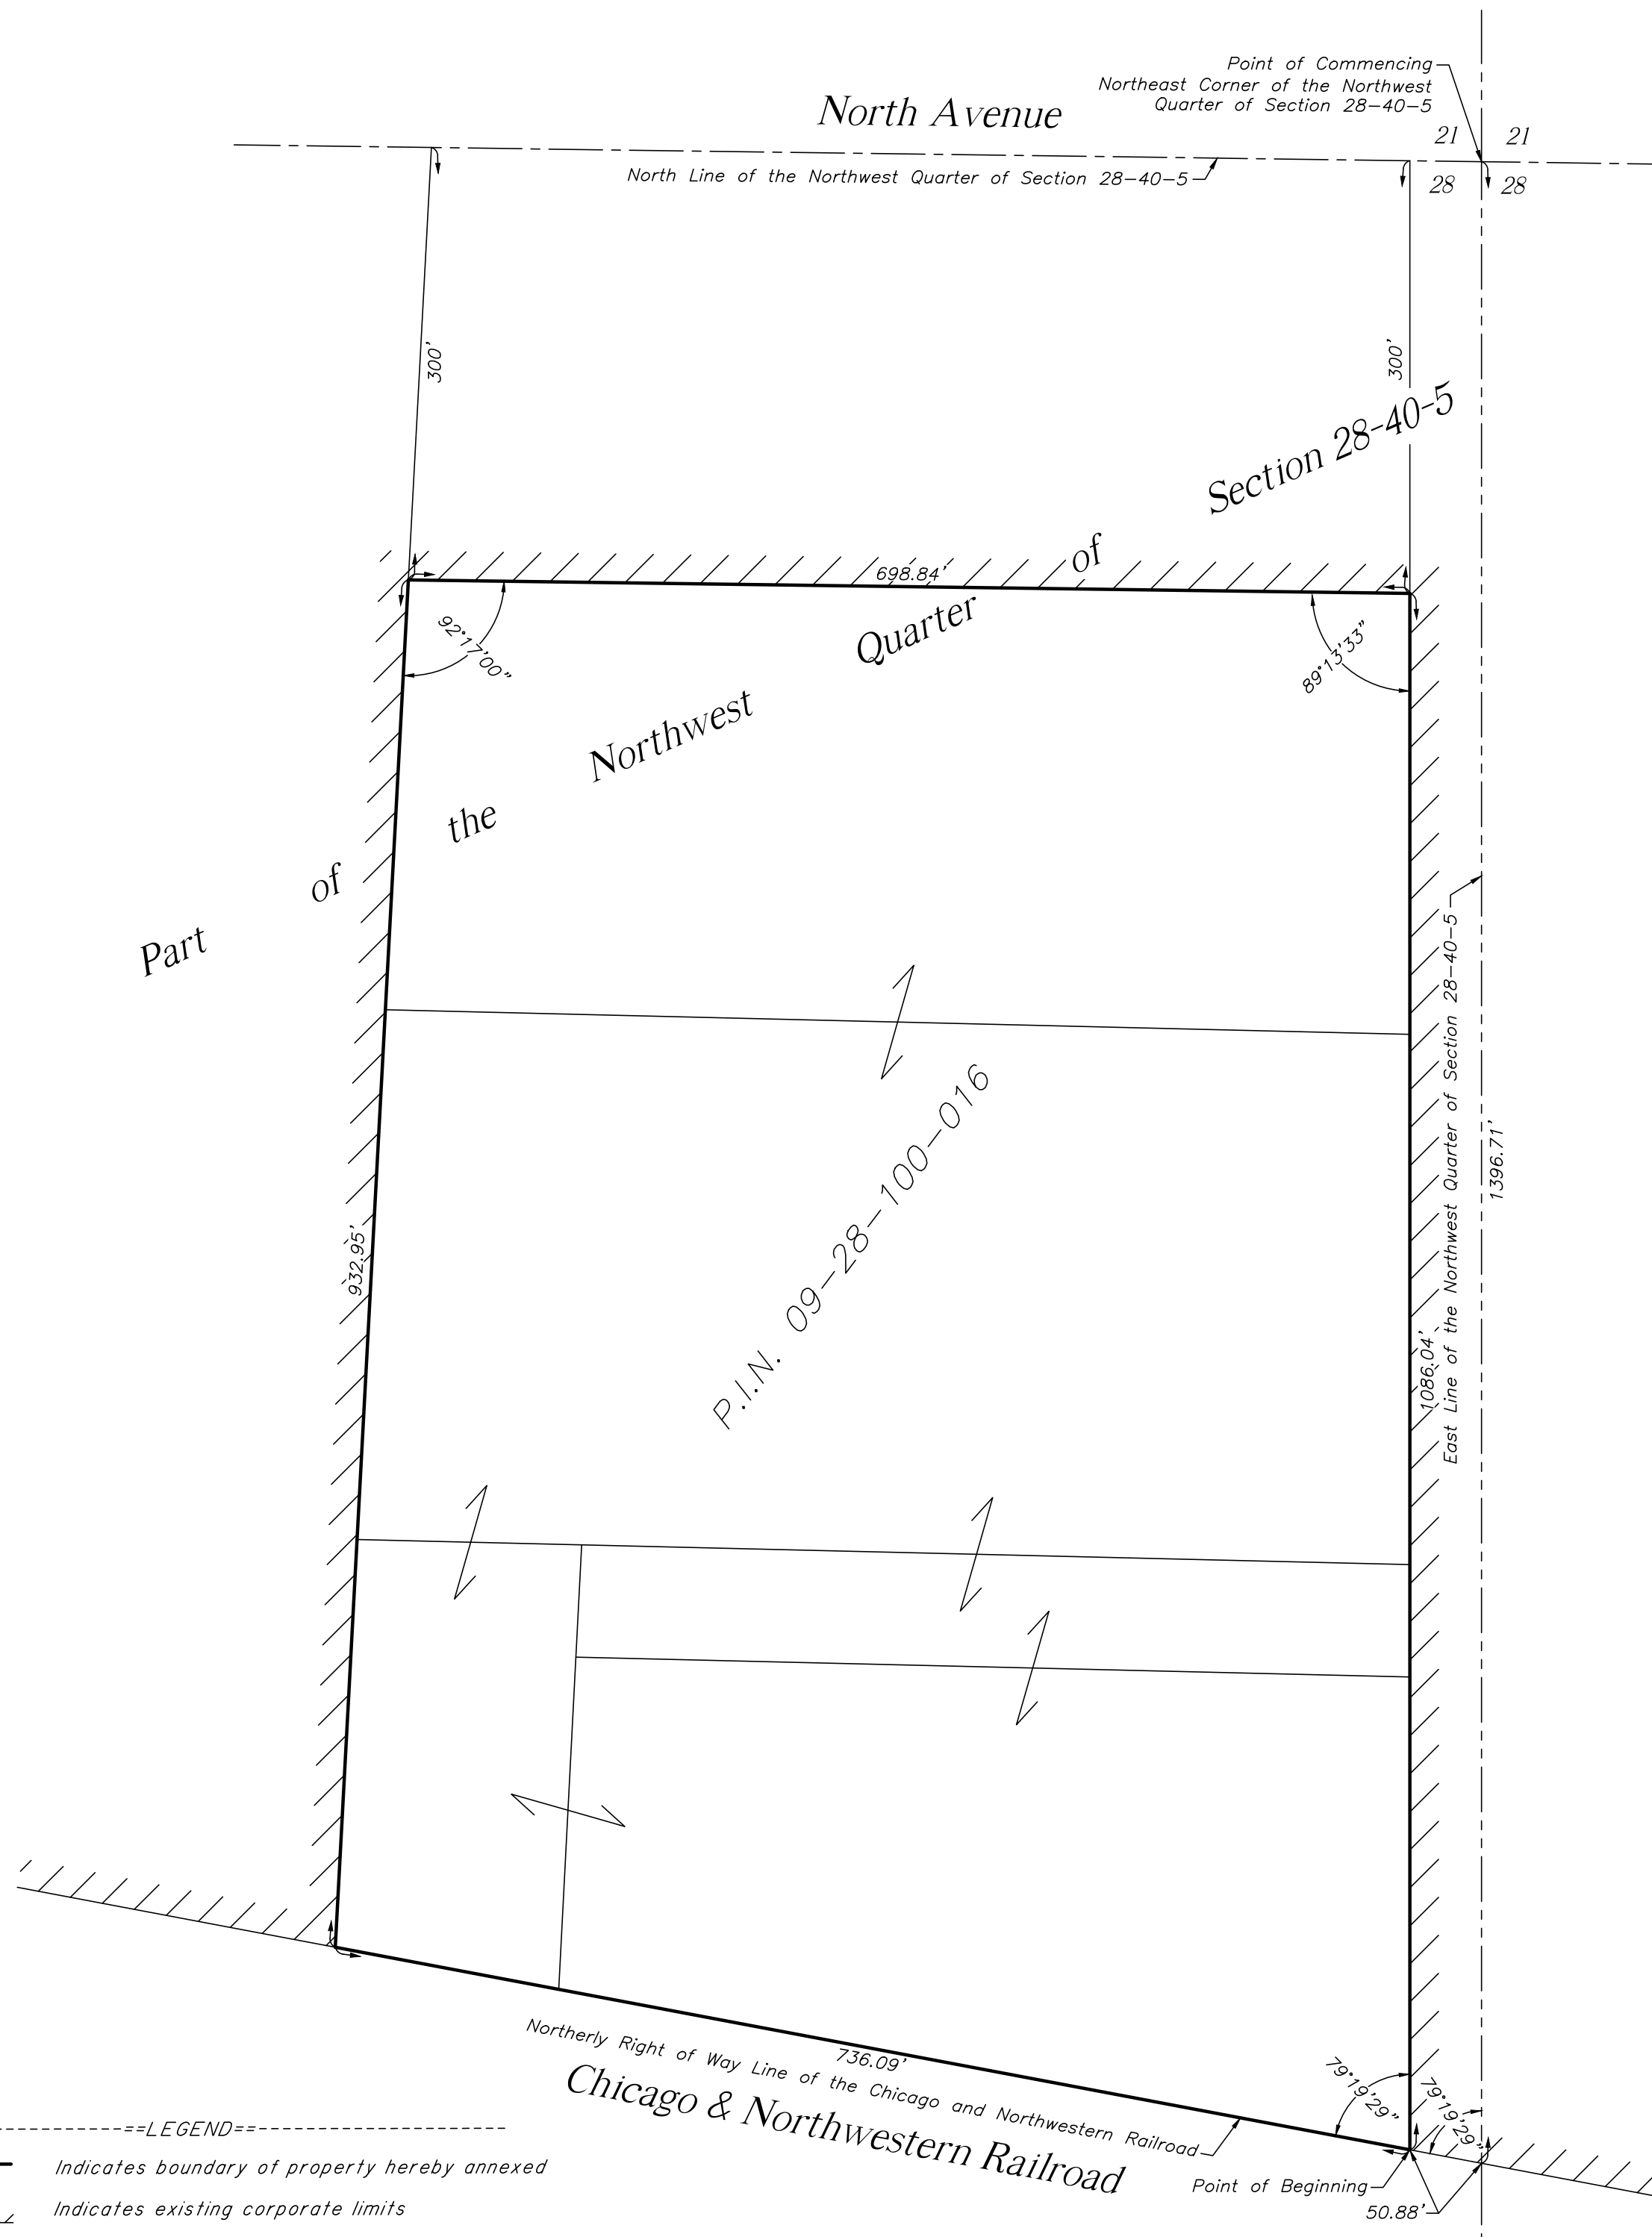 Point of Commencing
Northeast Corner of the Northwest
Quarter of Section 28-40-5
North Avenue
21 21
North Line of the Northwest Quarter of Section 28-40-5
28 28
300'
300'
Part of the Northwest Quarter of Section 28-40-5
698.84'
92°17'00"
89°13'33"
East Line of the Northwest Quarter of Section 28-40-5
1396.71'
P.I.N. 09-28-100-016
932.95'
1086.04'
736.09'
Northerly Right of Way Line of the Chicago and Northwestern Railroad
Chicago & Northwestern Railroad
79°19'29"
79°19'29"
Point of Beginning
50.88'
==LEGEND==
Indicates boundary of property hereby annexed
Indicates existing corporate limits